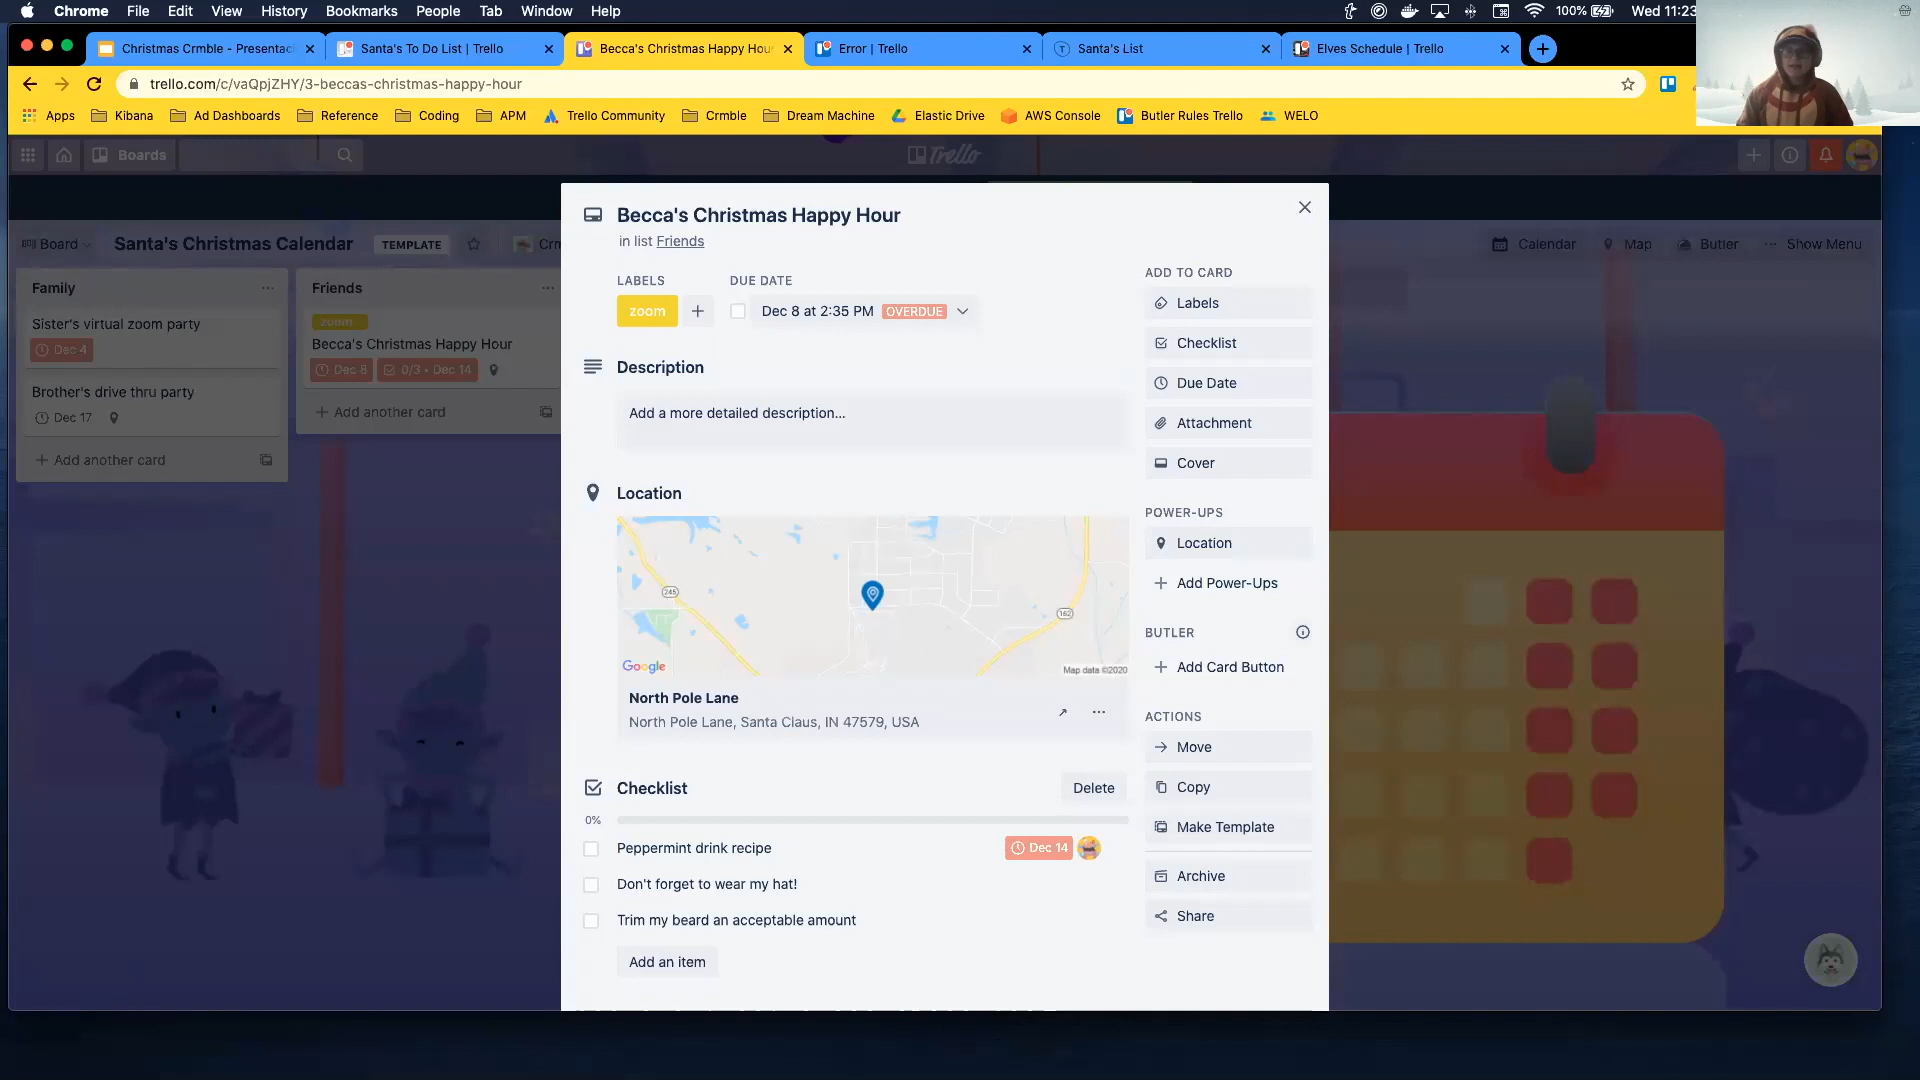 Chrome File Edit View History Bookmarks People Tab Window Help
100% Wed 11:23
Christmas Crmble - Presentac
Santa's To Do List | Trello
Becca's Christmas Happy Hou
Error | Trello
Santa's List
Elves Schedule | Trello
trello.com/c/vaQpjZHY/3-beccas-christmas-happy-hour
Apps Kibana Ad Dashboards Reference Coding APM Trello Community Crmble Dream Machine Elastic Drive AWS Console Butler Rules Trello WELO
Boards
Trello
Board
Santa's Christmas Calendar
TEMPLATE
Crm
Calendar
Map
Butler
Show Menu
Family
Sister's virtual zoom party
Dec 4
Brother's drive thru party
Dec 17
Add another card
Friends
zoom
Becca's Christmas Happy Hour
Dec 8
0/3 • Dec 14
Add another card
Becca's Christmas Happy Hour
in list Friends
LABELS
zoom
DUE DATE
Dec 8 at 2:35 PM OVERDUE
Description
Add a more detailed description...
Location
245
162
Google
Map data ©2020
North Pole Lane
North Pole Lane, Santa Claus, IN 47579, USA
Checklist
Delete
0%
Peppermint drink recipe
Dec 14
Don't forget to wear my hat!
Trim my beard an acceptable amount
Add an item
ADD TO CARD
Labels
Checklist
Due Date
Attachment
Cover
POWER-UPS
Location
Add Power-Ups
BUTLER
Add Card Button
ACTIONS
Move
Copy
Make Template
Archive
Share